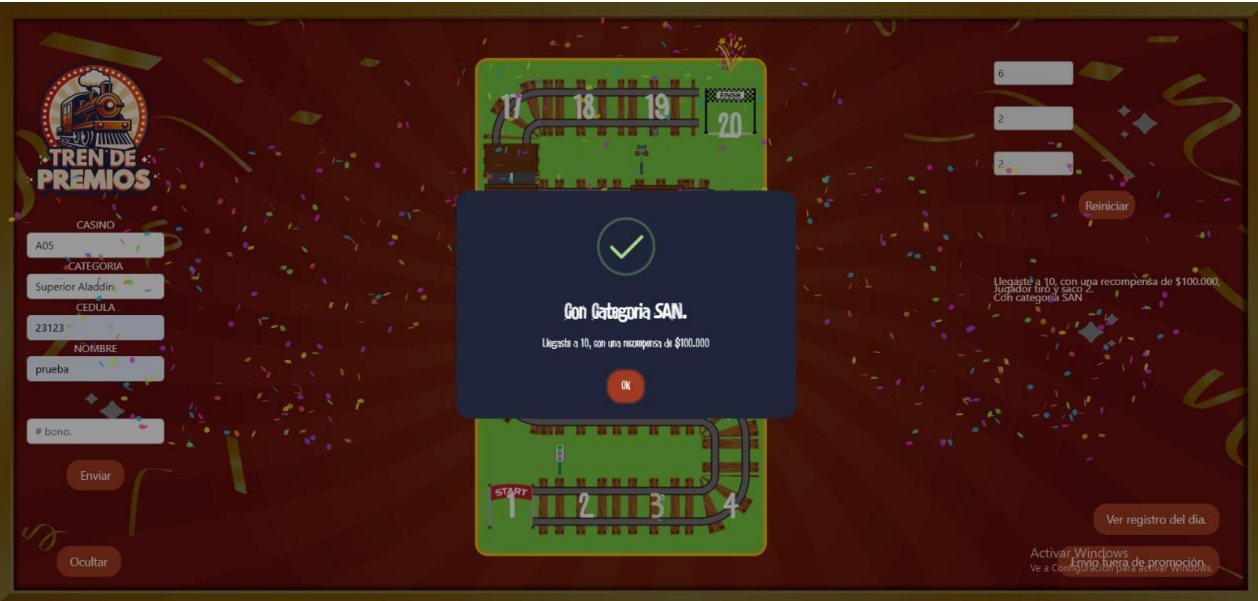 TREN DE
PREMIOS
CASINO
A05
CATEGORIA
Superior Aladdin.
CEDULA
23123
NOMBRE
prueba
# bono.
Enviar
Ocultar
17
18
19
FINISH
20
Con Categoria SAN.
Llegaste a 10, con una recompensa de $100.000
OK
START
1
2
3
4
6
2
2
Reiniciar
Llegaste a 10, con una recompensa de $100.000,
Jugador tiro y saco 2.
Con categoria SAN
Ver registro del dia.
Activar Windows
Ve a Configuración para activar Windows.
Envio fuera de promoción.